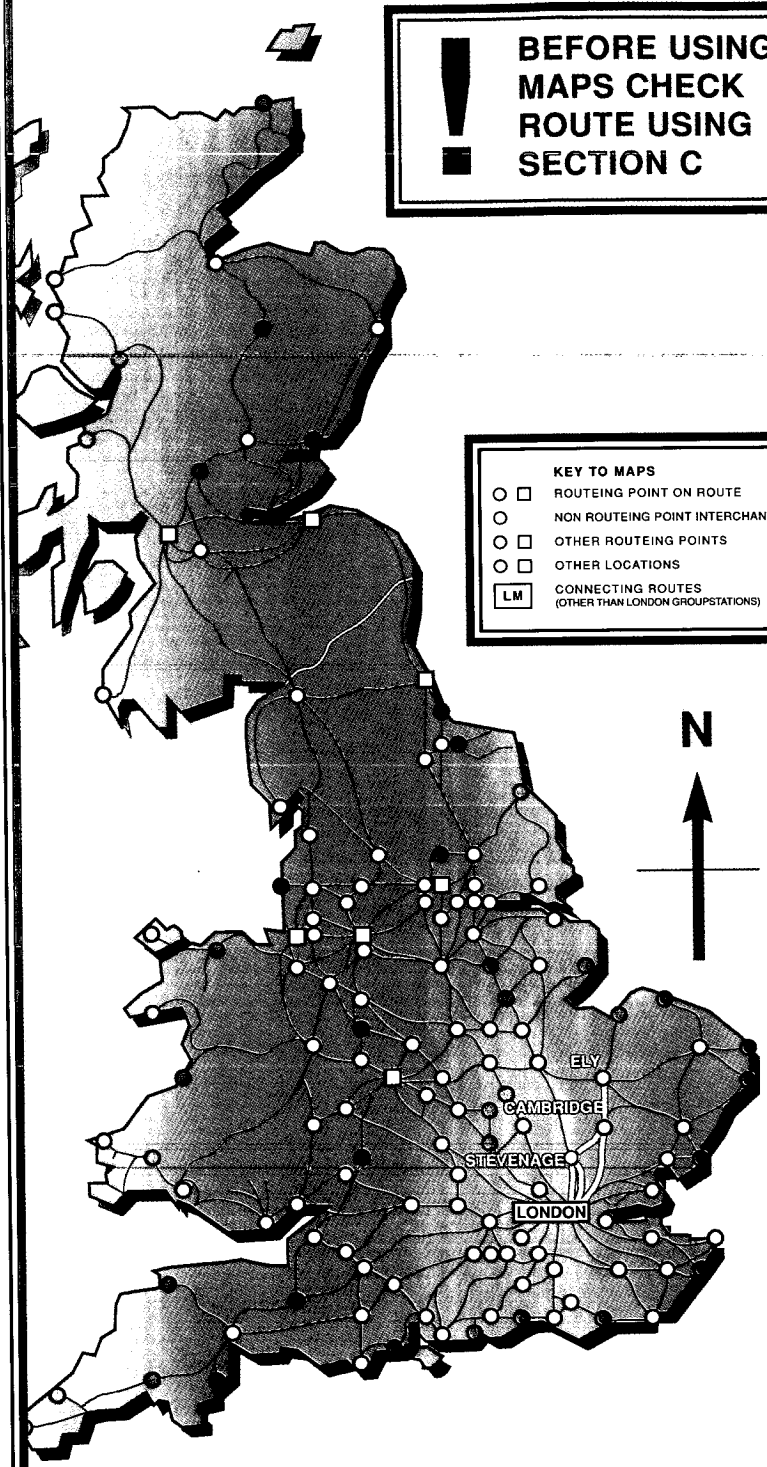 BEFORE USING
MAPS CHECK
ROUTE USING
SECTION C
KEY TO MAPS
ROUTEING POINT ON ROUTE
NON ROUTEING POINT INTERCHAN
OTHER ROUTEING POINTS
OTHER LOCATIONS
LM CONNECTING ROUTES
(OTHER THAN LONDON GROUPSTATIONS)
N
ELY
CAMBRIDGE
STEVENAGE
LONDON